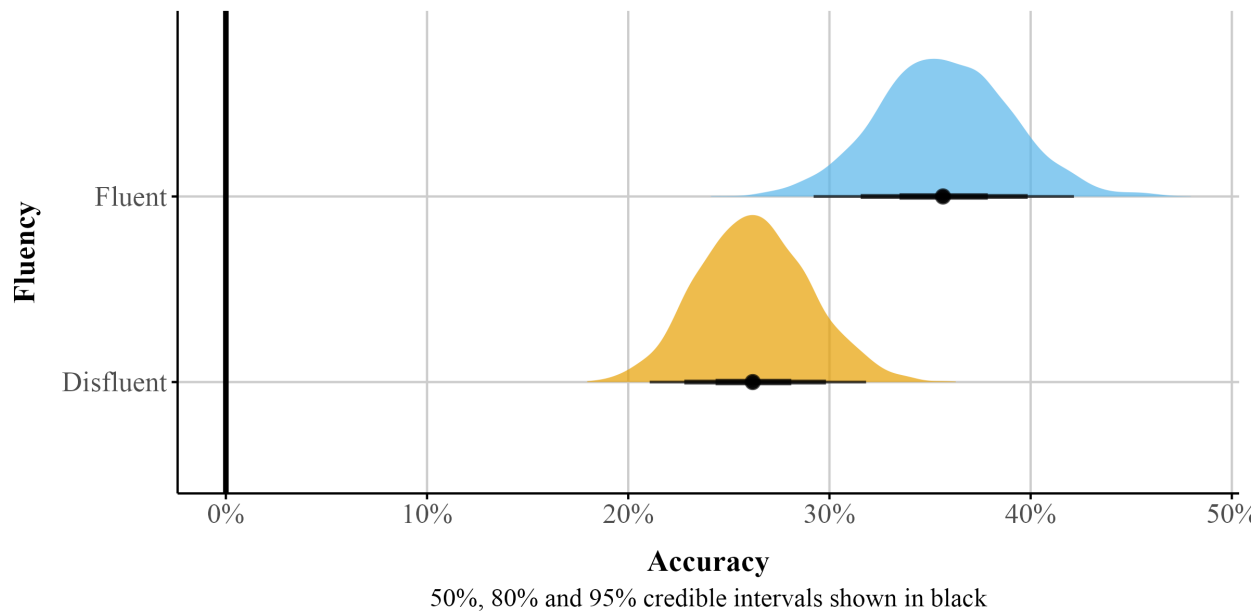 Fluency
Fluent
Disfluent
0% 10% 20% 30% 40% 50%
Accuracy
50%, 80% and 95% credible intervals shown in black